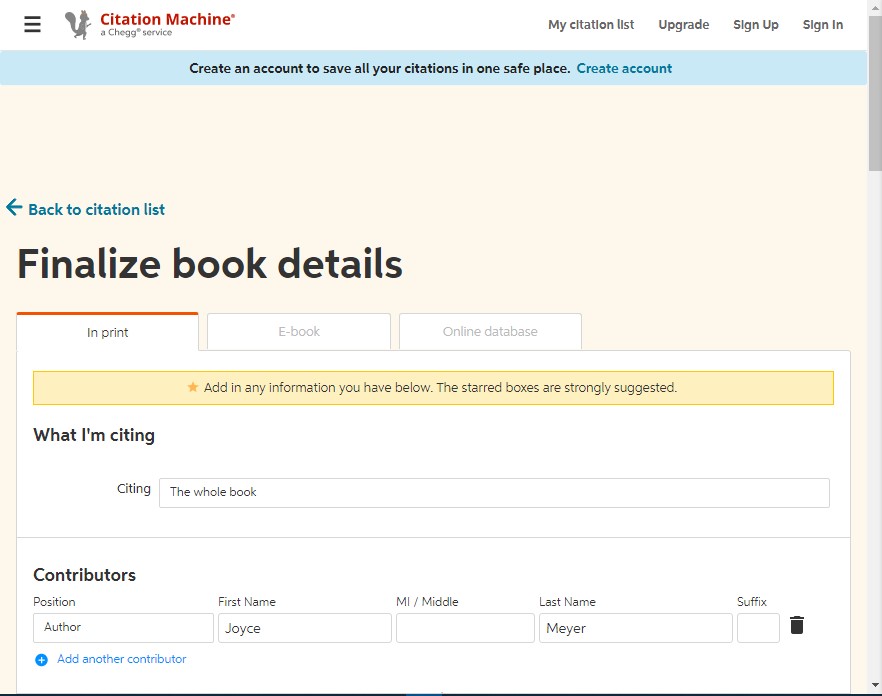 Citation Machine®
a Chegg® service
My citation list Upgrade Sign Up Sign In
Create an account to save all your citations in one safe place. Create account
Back to citation list
Finalize book details
In print E-book Online database
Add in any information you have below. The starred boxes are strongly suggested.
What I'm citing
Citing The whole book
Contributors
Position First Name MI / Middle Last Name Suffix
Author Joyce Meyer
Add another contributor